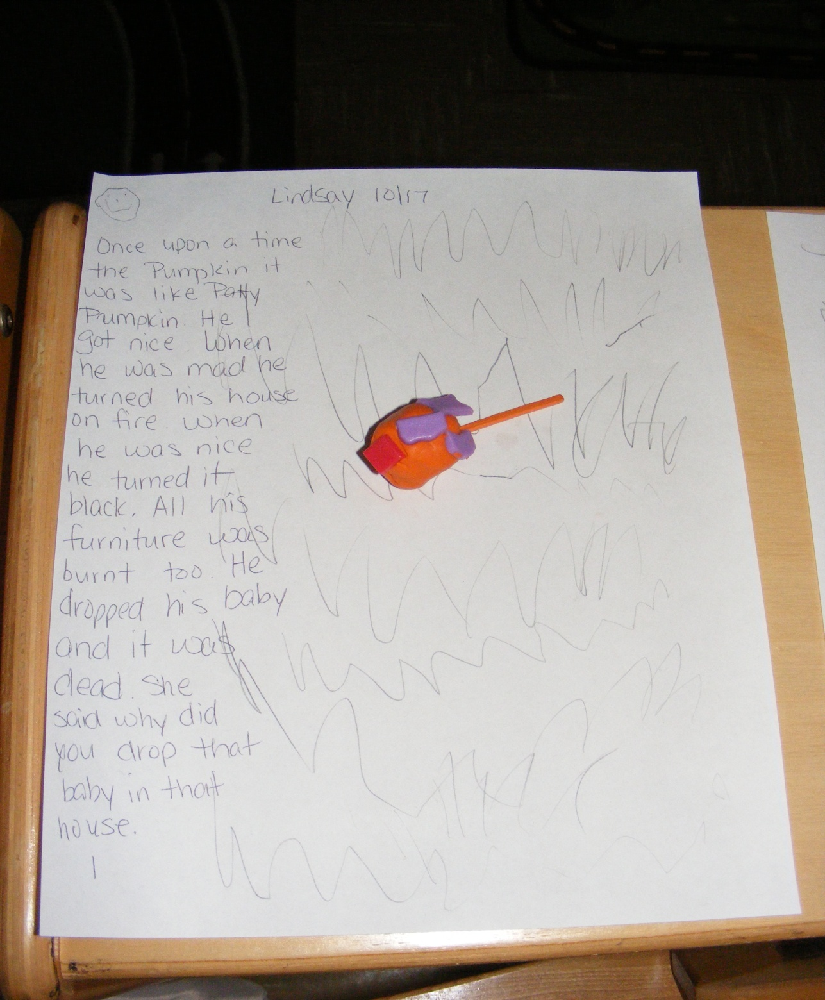 Lindsay 10/17
Once upon a time
the Pumpkin it
was like Patty
Pumpkin. He
got nice. When
he was mad he
turned his house
on fire. when
he was nice
he turned it
black. All his
furniture was
burnt too. He
dropped his baby
and it was
dead. She
said why did
you drop that
baby in that
house.
1